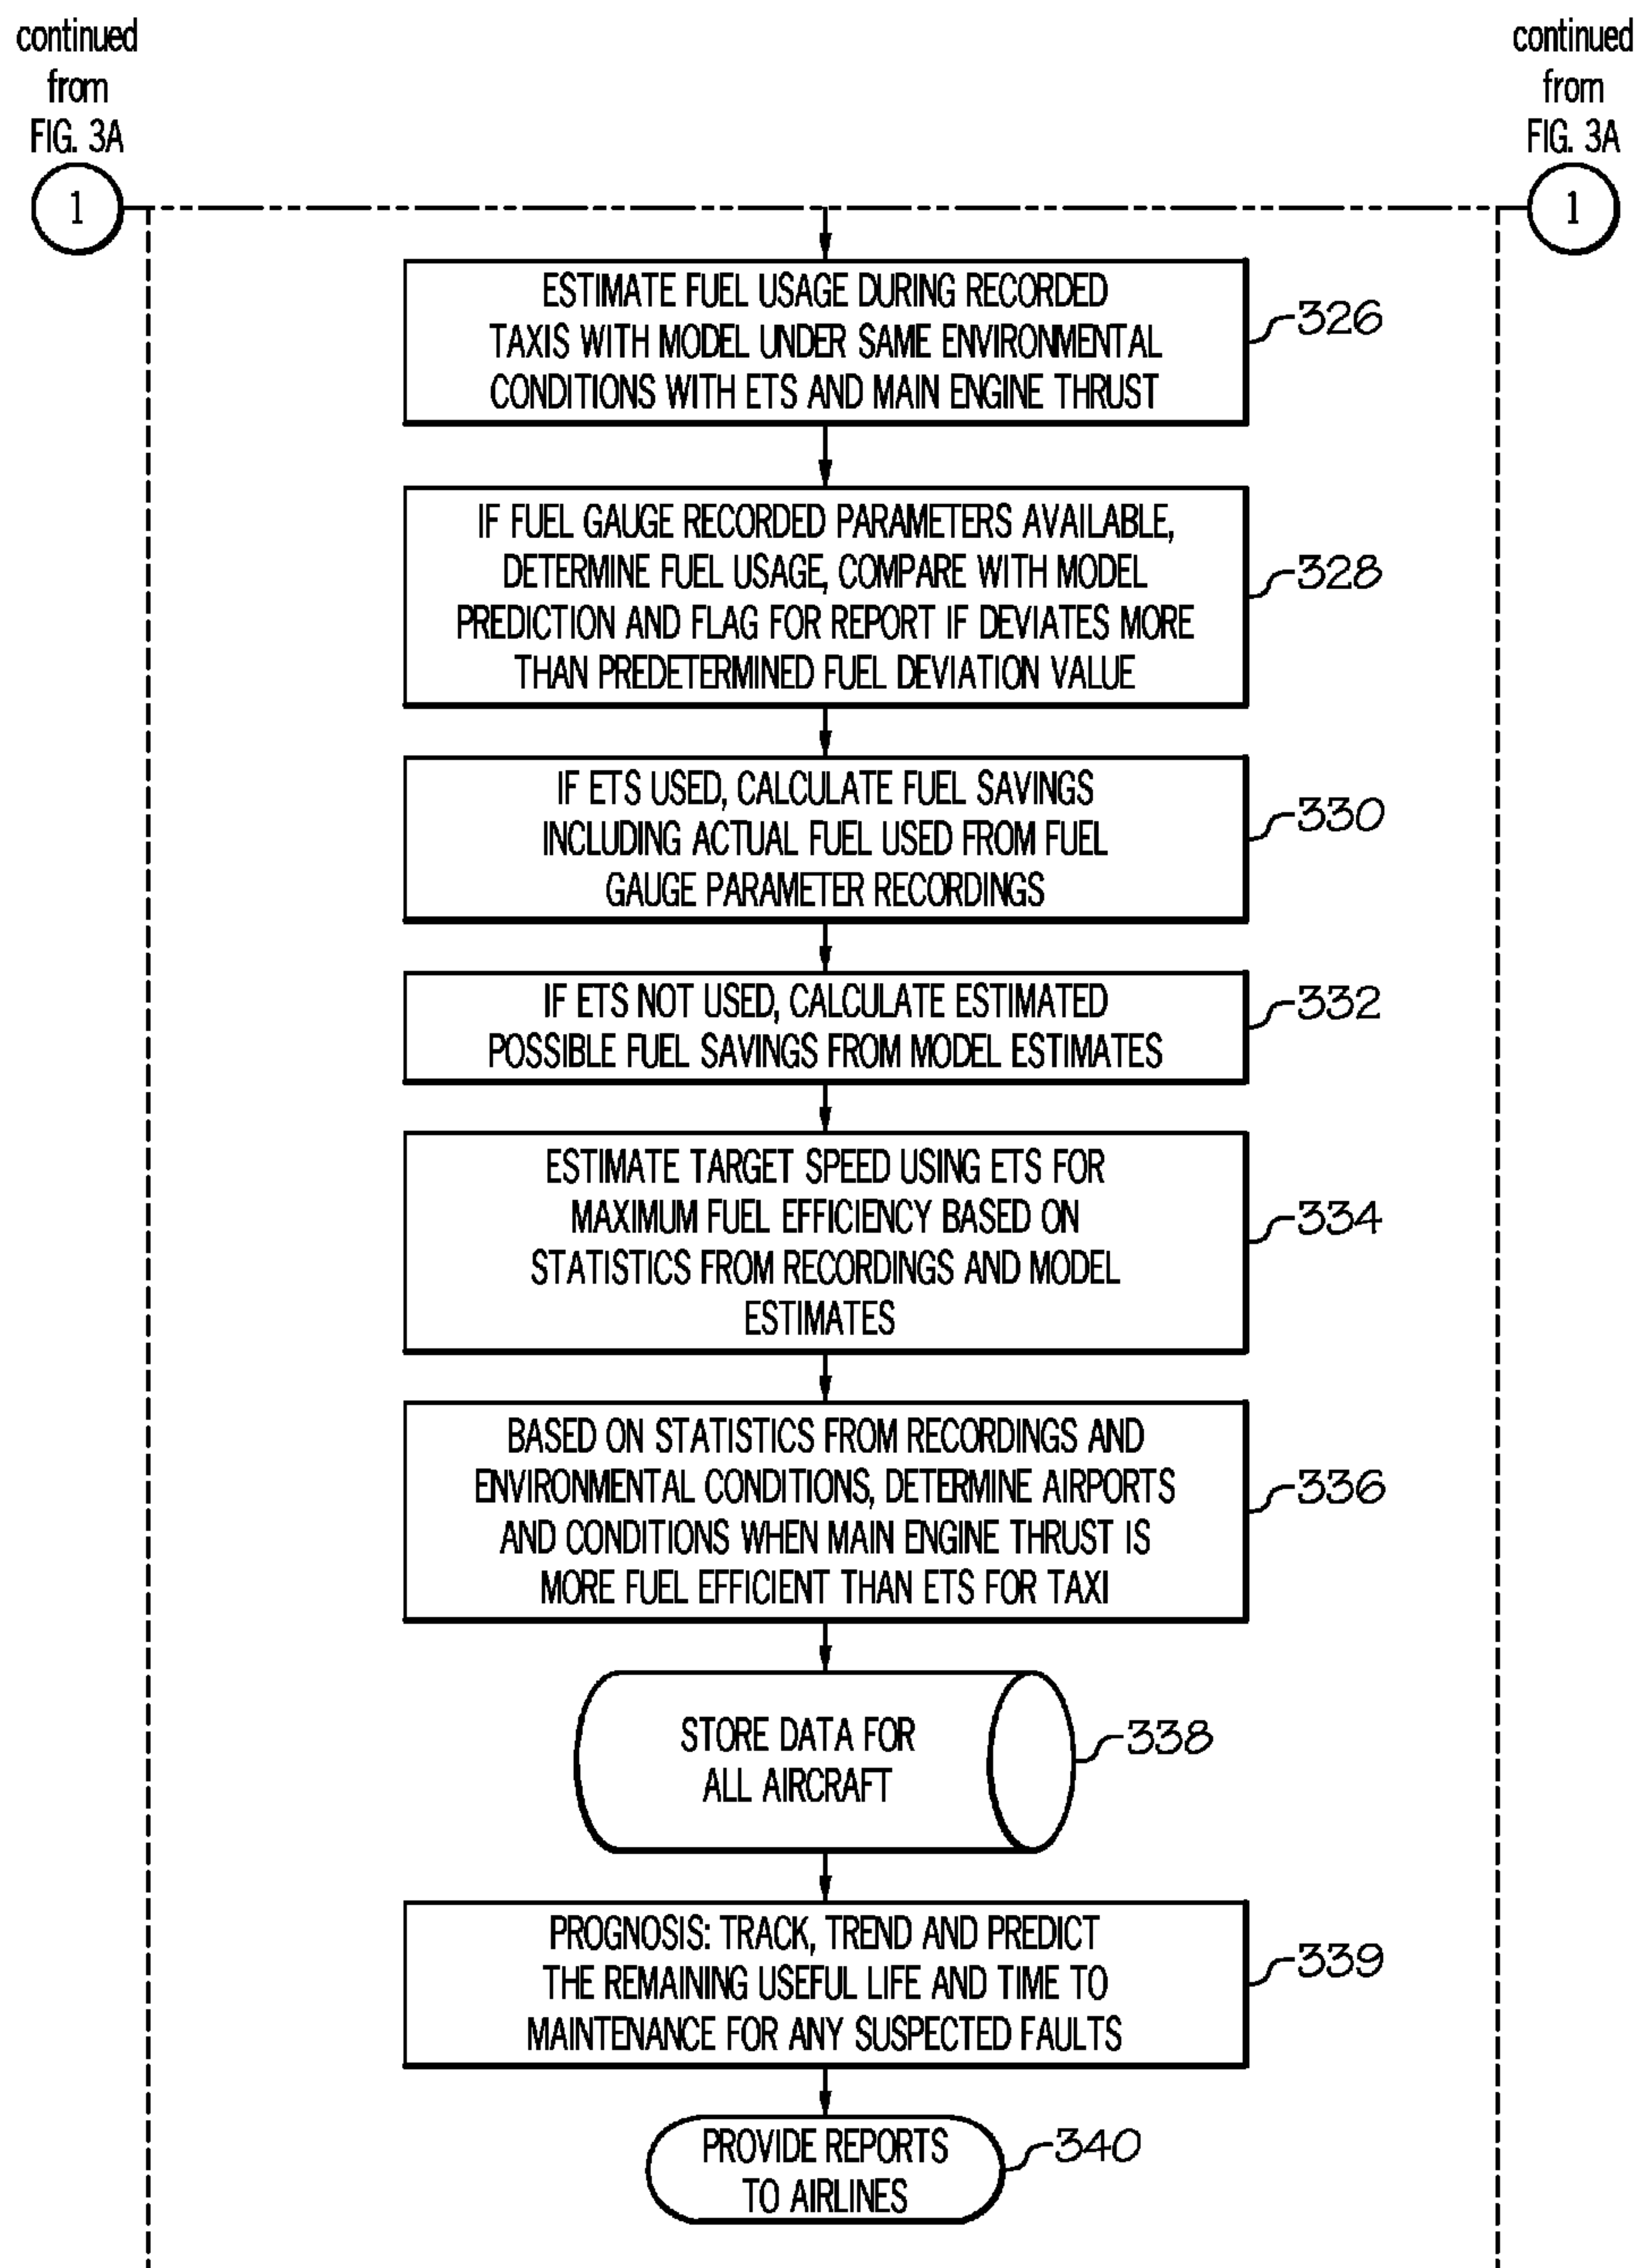 continued
from
FIG. 3A
1
continued
from
FIG. 3A
1
ESTIMATE FUEL USAGE DURING RECORDED
TAXIS WITH MODEL UNDER SAME ENVIRONMENTAL
CONDITIONS WITH ETS AND MAIN ENGINE THRUST
326
IF FUEL GAUGE RECORDED PARAMETERS AVAILABLE,
DETERMINE FUEL USAGE, COMPARE WITH MODEL
PREDICTION AND FLAG FOR REPORT IF DEVIATES MORE
THAN PREDETERMINED FUEL DEVIATION VALUE
328
IF ETS USED, CALCULATE FUEL SAVINGS
INCLUDING ACTUAL FUEL USED FROM FUEL
GAUGE PARAMETER RECORDINGS
330
IF ETS NOT USED, CALCULATE ESTIMATED
POSSIBLE FUEL SAVINGS FROM MODEL ESTIMATES
332
ESTIMATE TARGET SPEED USING ETS FOR
MAXIMUM FUEL EFFICIENCY BASED ON
STATISTICS FROM RECORDINGS AND MODEL
ESTIMATES
334
BASED ON STATISTICS FROM RECORDINGS AND
ENVIRONMENTAL CONDITIONS, DETERMINE AIRPORTS
AND CONDITIONS WHEN MAIN ENGINE THRUST IS
MORE FUEL EFFICIENT THAN ETS FOR TAXI
336
STORE DATA FOR
ALL AIRCRAFT
338
PROGNOSIS: TRACK, TREND AND PREDICT
THE REMAINING USEFUL LIFE AND TIME TO
MAINTENANCE FOR ANY SUSPECTED FAULTS
339
PROVIDE REPORTS
TO AIRLINES
340